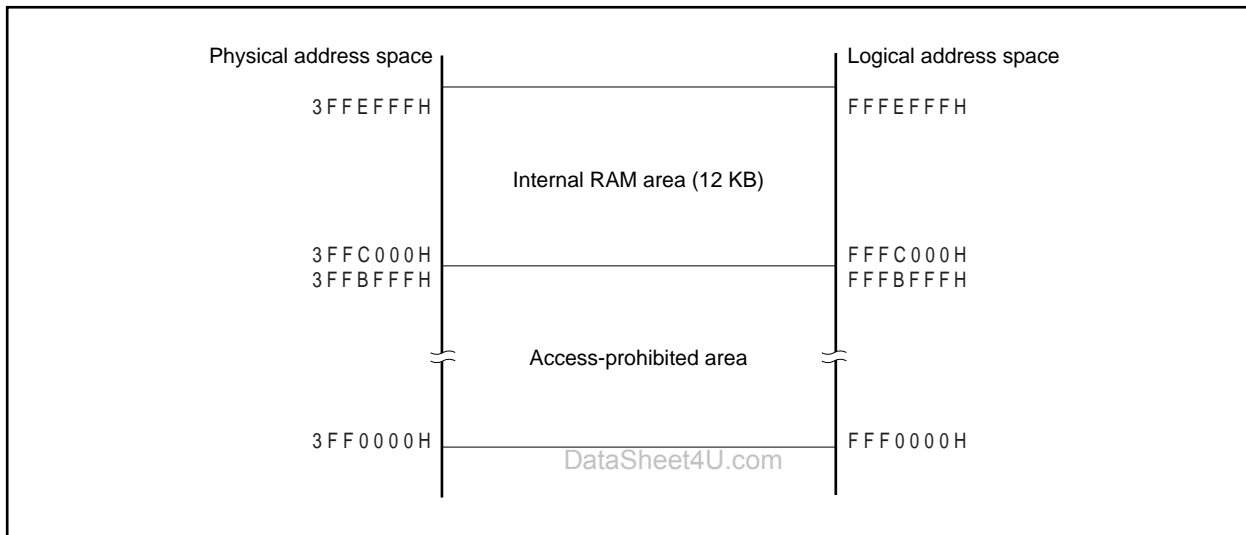 Physical address space Logical address space
3FFEFFFH FFFEFFFH
Internal RAM area (12 KB)
3FFC000H FFFC000H
3FFBFFFH FFFBFFFH
Access-prohibited area
3FF0000H FFF0000H
DataSheet4U.com